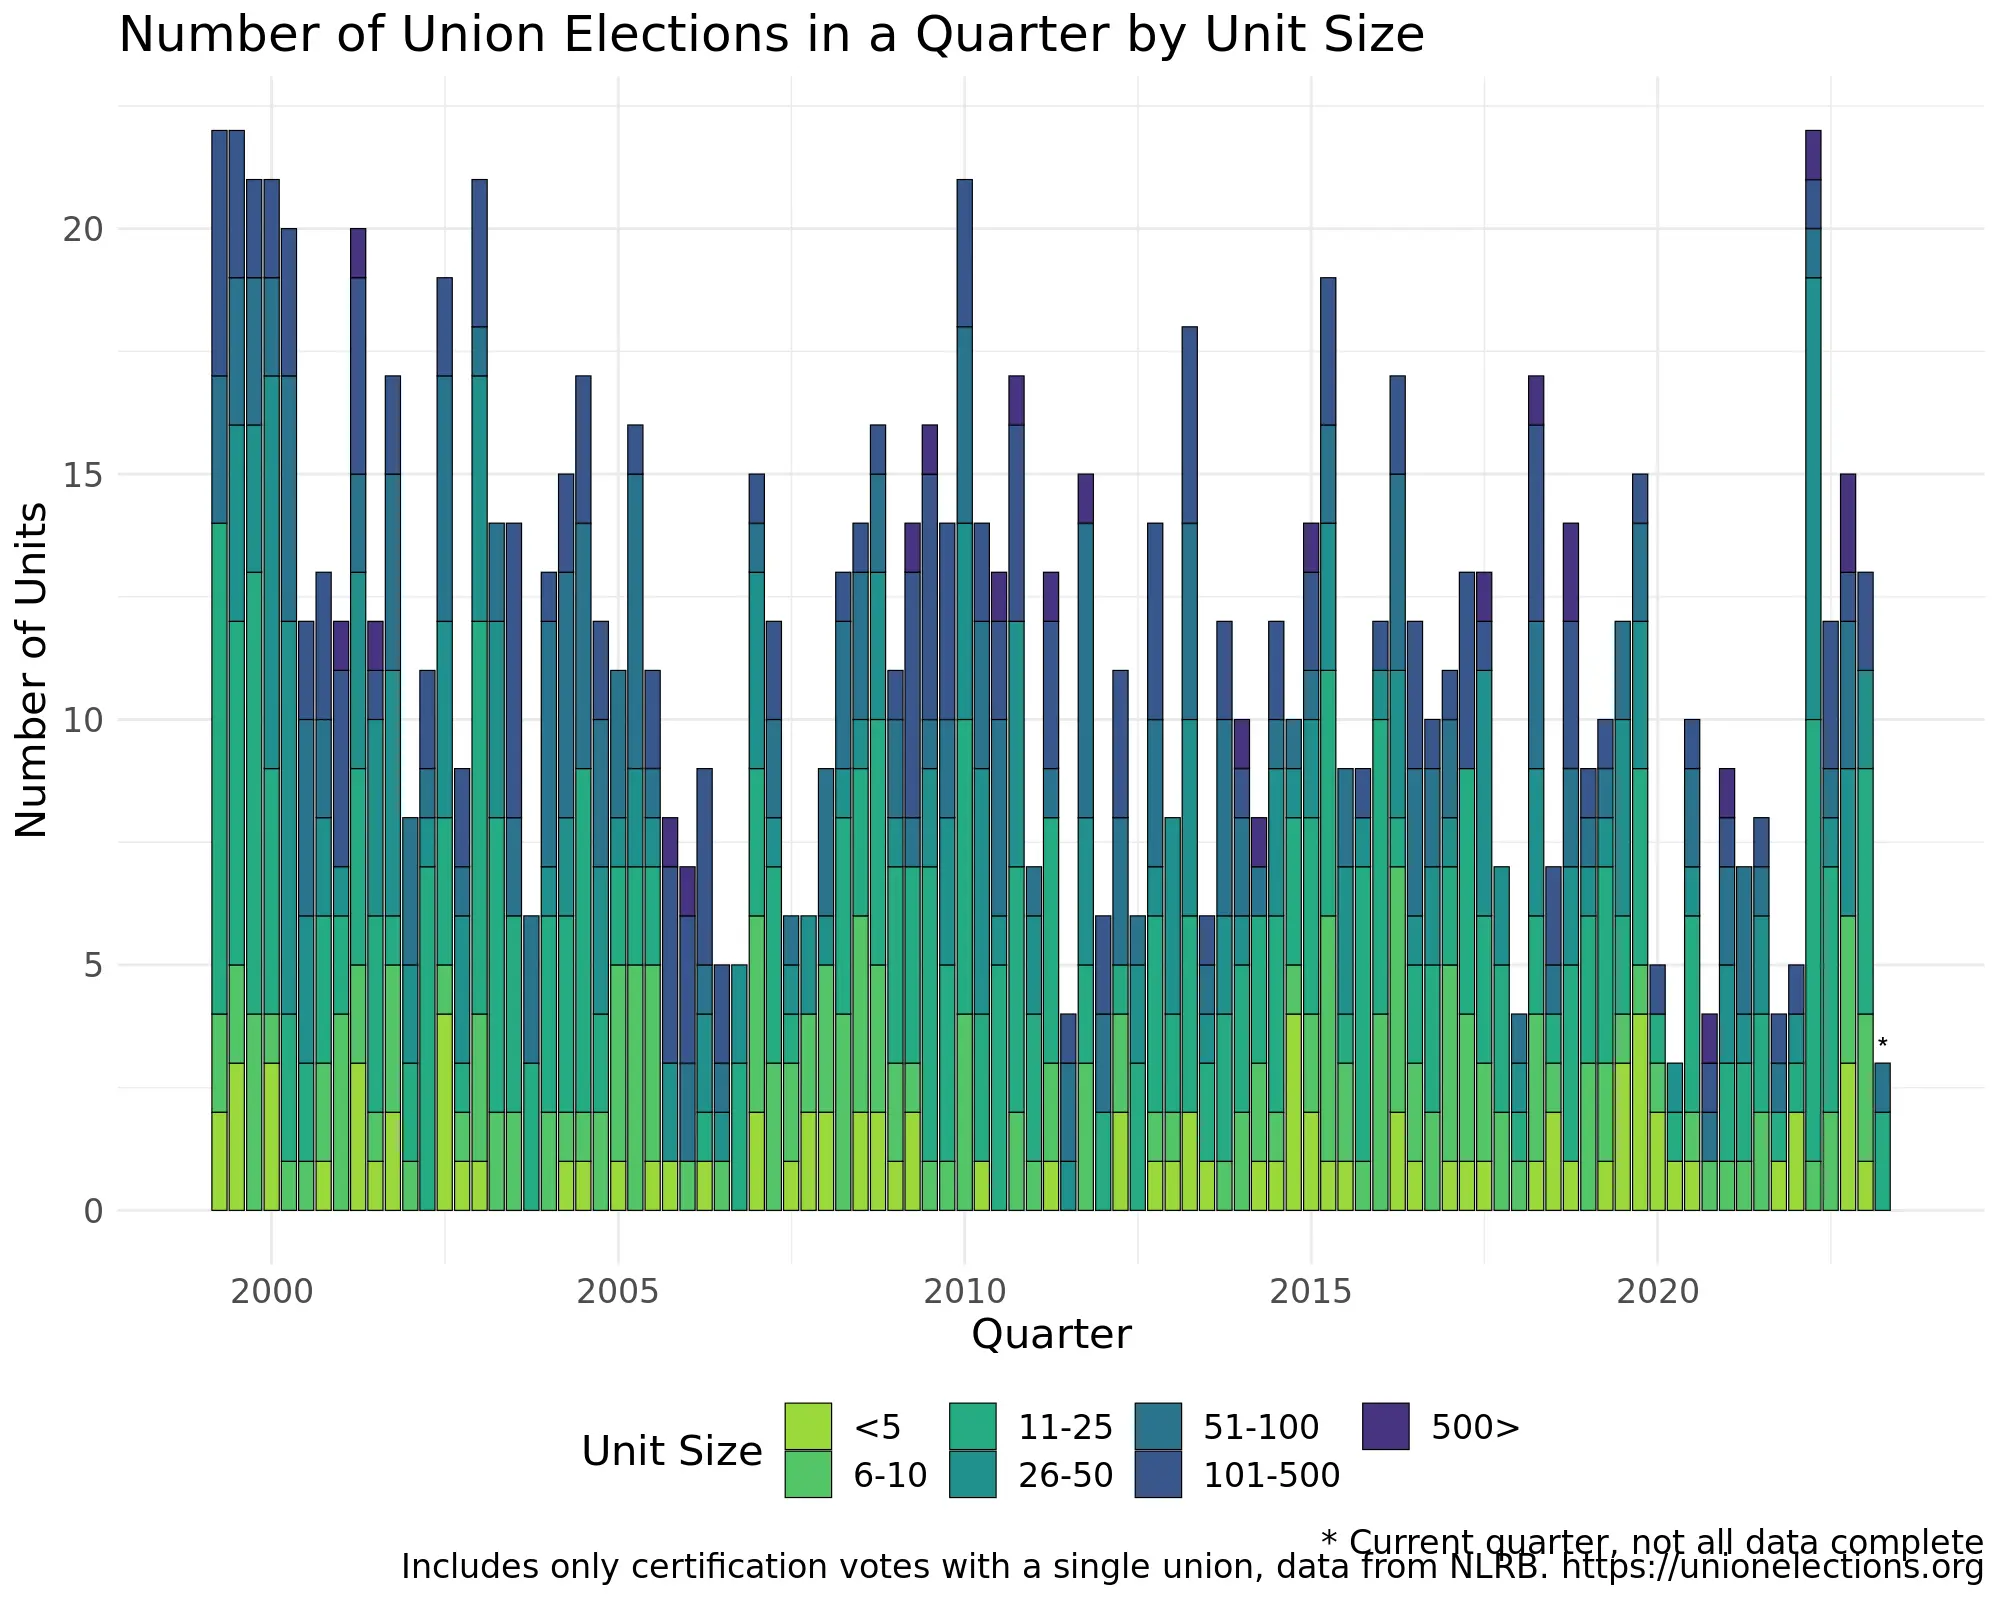 Number of Union Elections in a Quarter by Unit Size
Number of Units
20
15
10
5
0
*
2000 2005 2010 2015 2020
Quarter
Unit Size
<5 11-25 51-100 500>
6-10 26-50 101-500
* Current quarter, not all data complete
Includes only certification votes with a single union, data from NLRB. https://unionelections.org